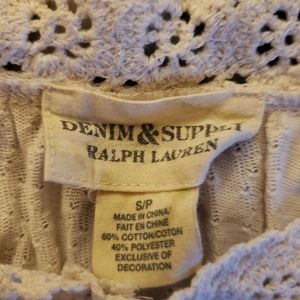 DENIM & SUPPLY
RALPH LAUREN
S/P
MADE IN CHINA/
FAIT EN CHINE
60% COTTON/COTON
40% POLYESTER
EXCLUSIVE OF
DECORATION